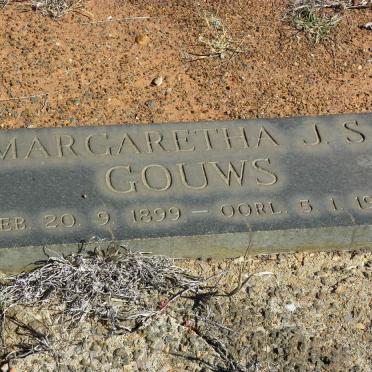 MARGARETHA J. S.
GOUWS
EB. 20. 9. 1899 — OORL. 5. 1. 19